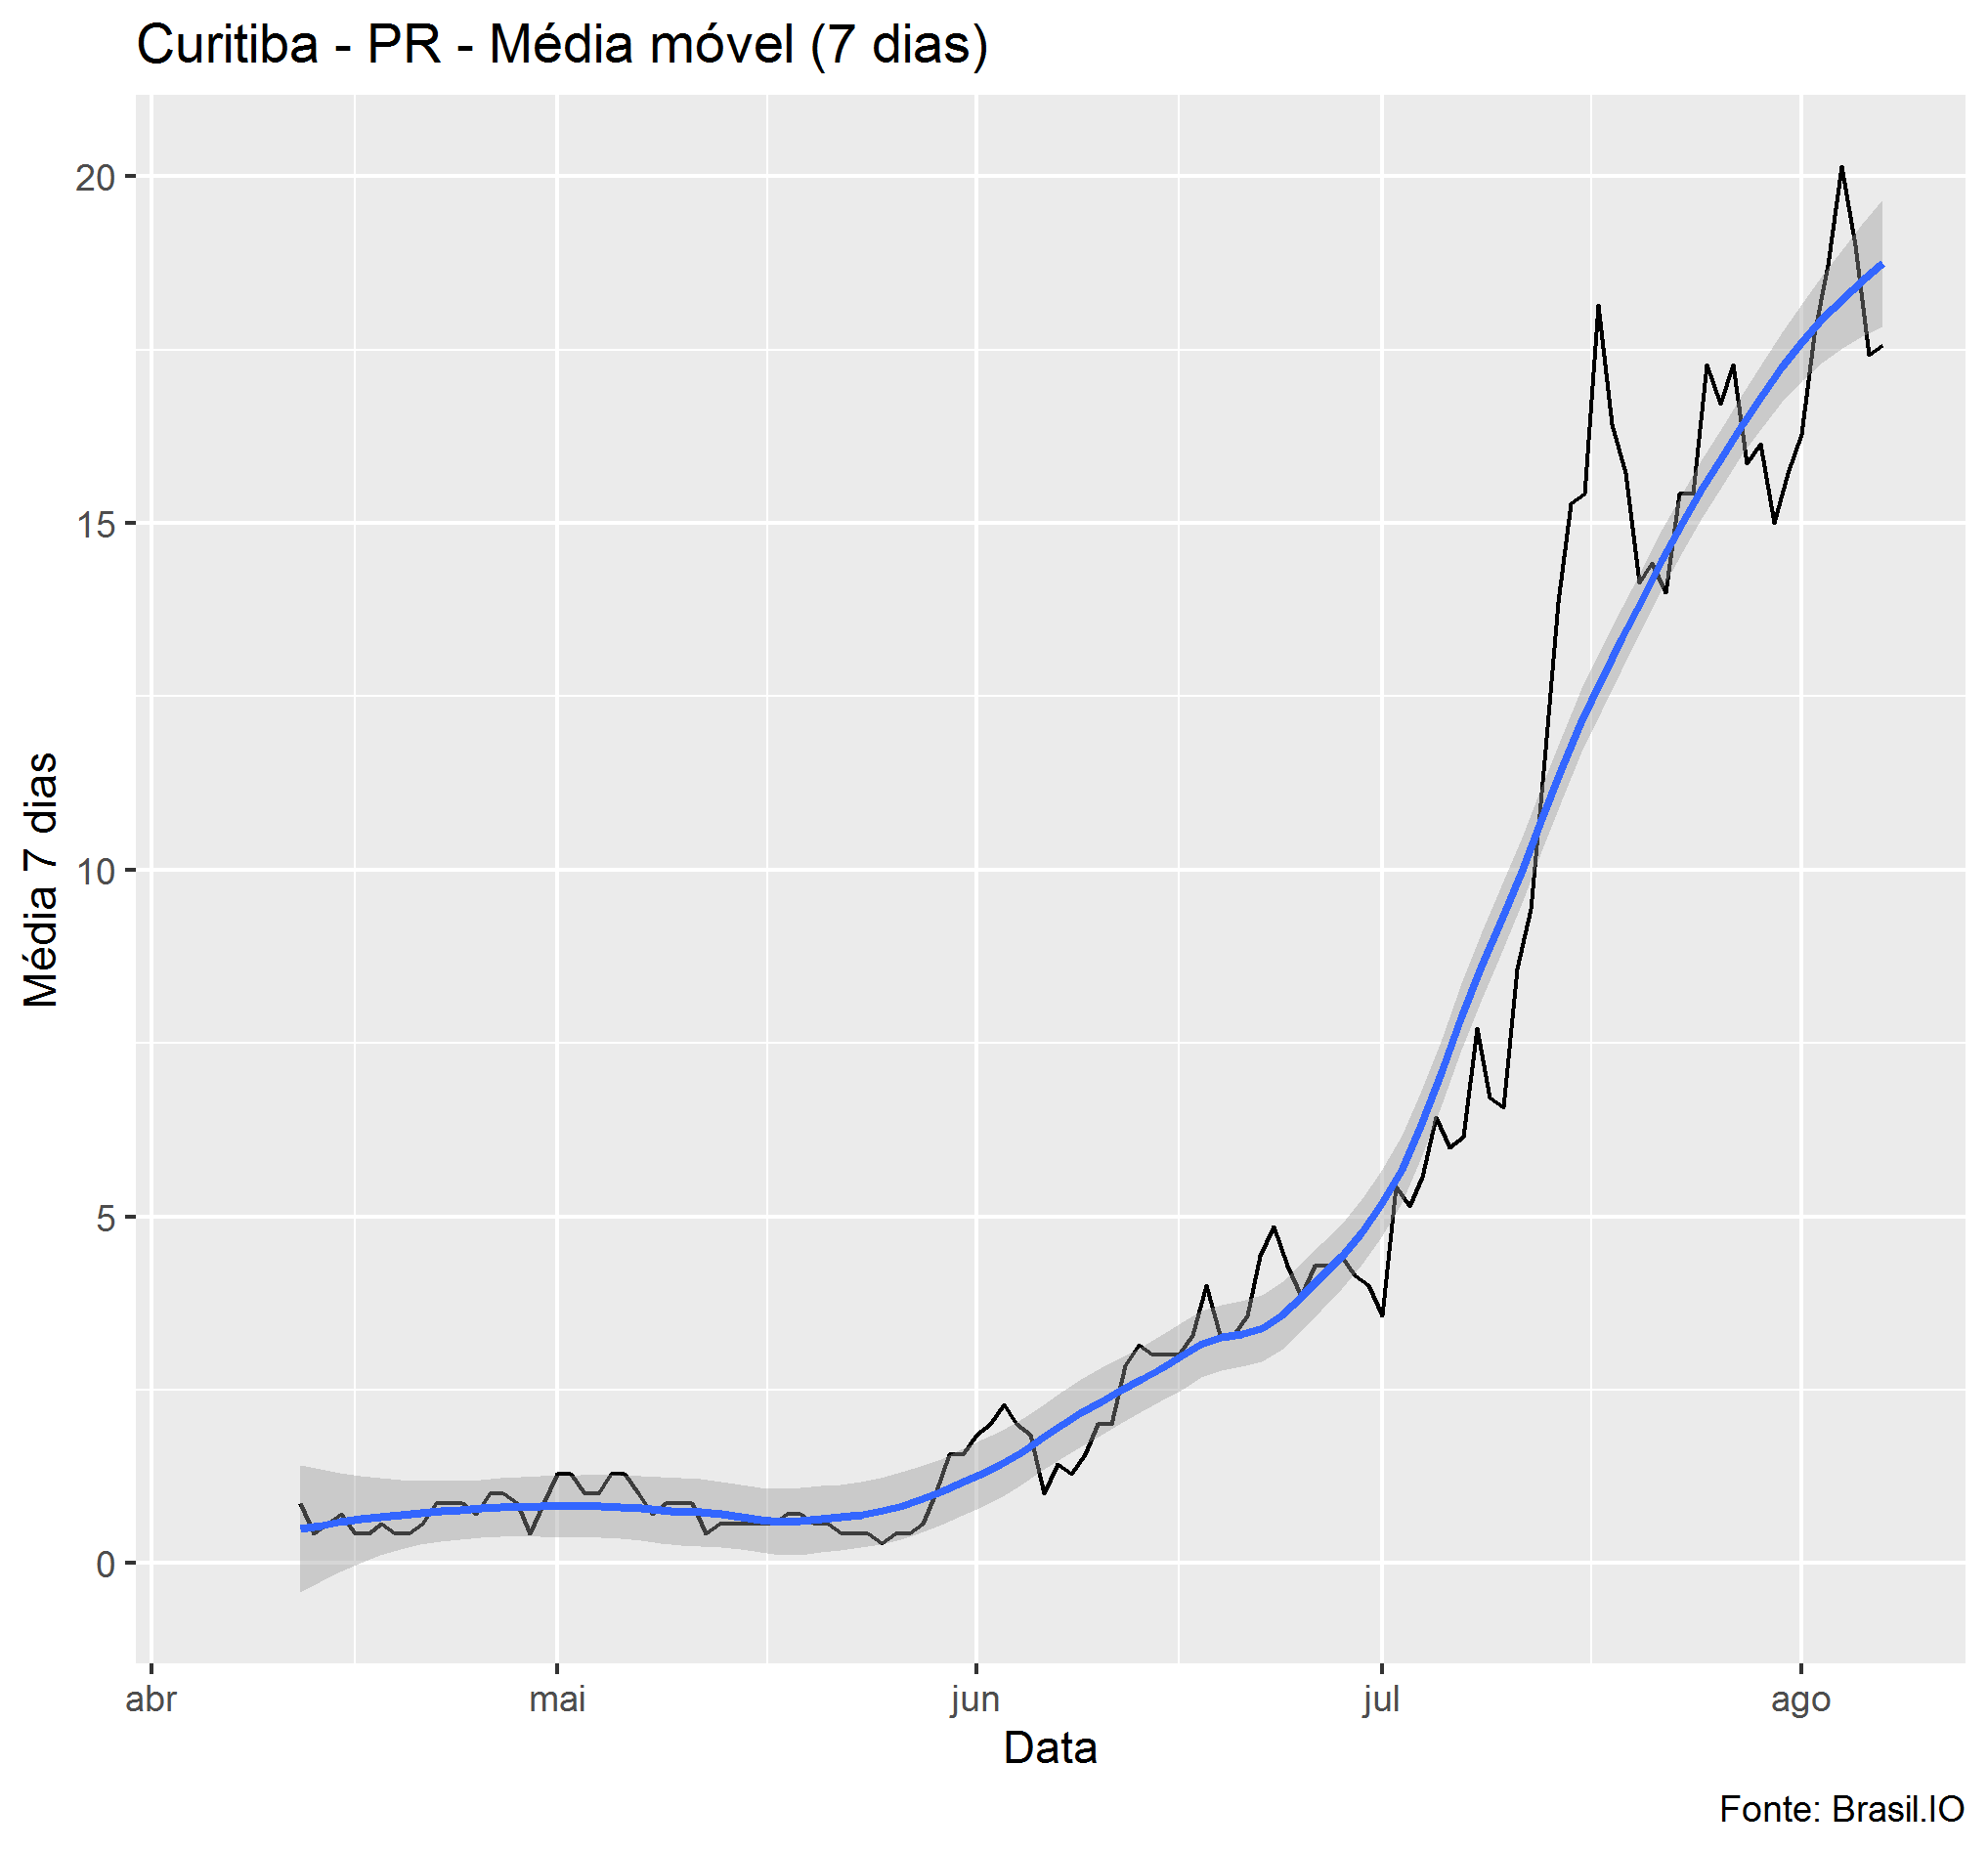 Curitiba - PR - Média móvel (7 dias)
Média 7 dias
20
15
10
5
0
abr mai jun jul ago
Data
Fonte: Brasil.IO